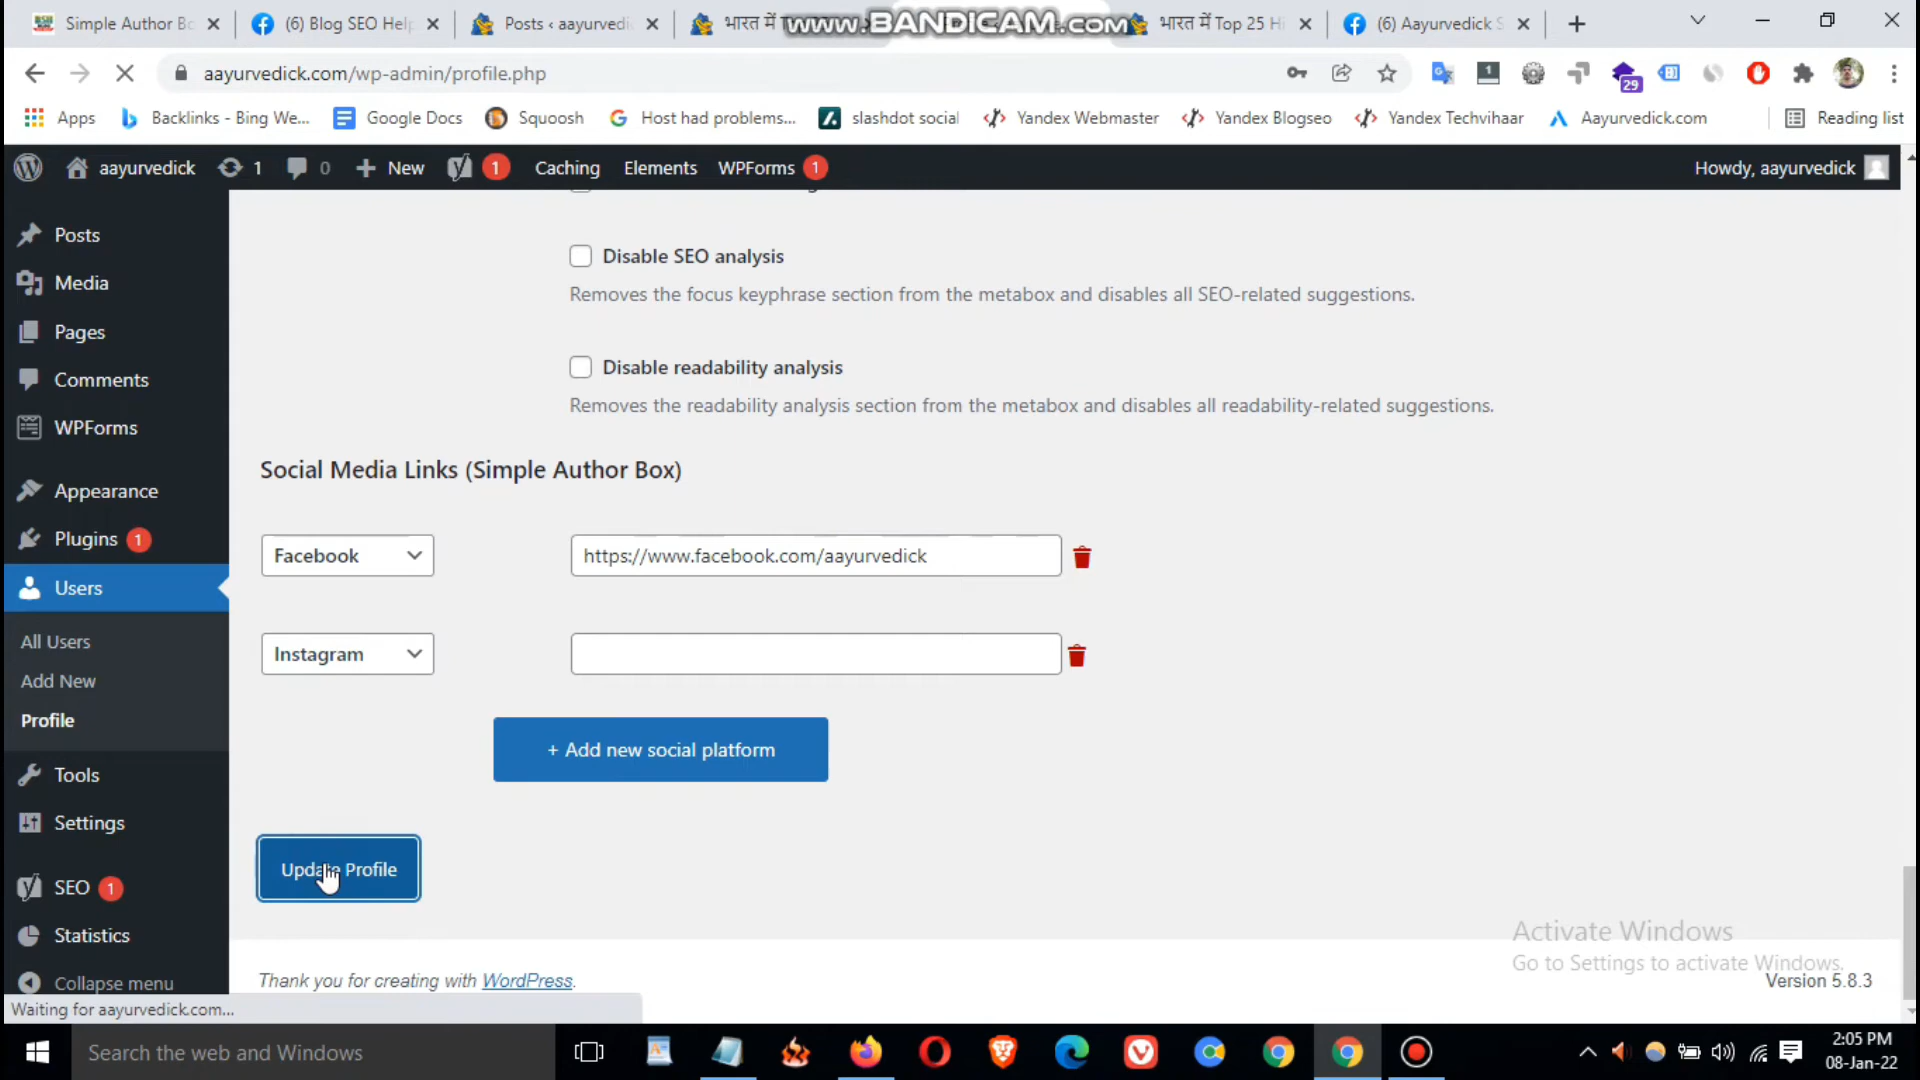 Simple Author Bo
(6) Blog SEO Help
Posts ‹ aayurvedi
भारत में
www.BANDICAM.com
भारत में Top 25 Hi
(6) Aayurvedick S
aayurvedick.com/wp-admin/profile.php
1
29
Apps
Backlinks - Bing We...
Google Docs
Squoosh
Host had problems...
slashdot social
Yandex Webmaster
Yandex Blogseo
Yandex Techvihaar
Aayurvedick.com
Reading list
aayurvedick
1
0
New
1
Caching
Elements
WPForms 1
Howdy, aayurvedick
Posts
Media
Pages
Comments
WPForms
Appearance
Plugins 1
Users
All Users
Add New
Profile
Tools
Settings
SEO 1
Statistics
Collapse menu
Disable SEO analysis
Removes the focus keyphrase section from the metabox and disables all SEO-related suggestions.
Disable readability analysis
Removes the readability analysis section from the metabox and disables all readability-related suggestions.
Social Media Links (Simple Author Box)
Facebook
https://www.facebook.com/aayurvedick
Instagram
+ Add new social platform
Update Profile
Activate Windows
Go to Settings to activate Windows.
Thank you for creating with WordPress.
Version 5.8.3
Waiting for aayurvedick.com...
Search the web and Windows
2:05 PM
08-Jan-22